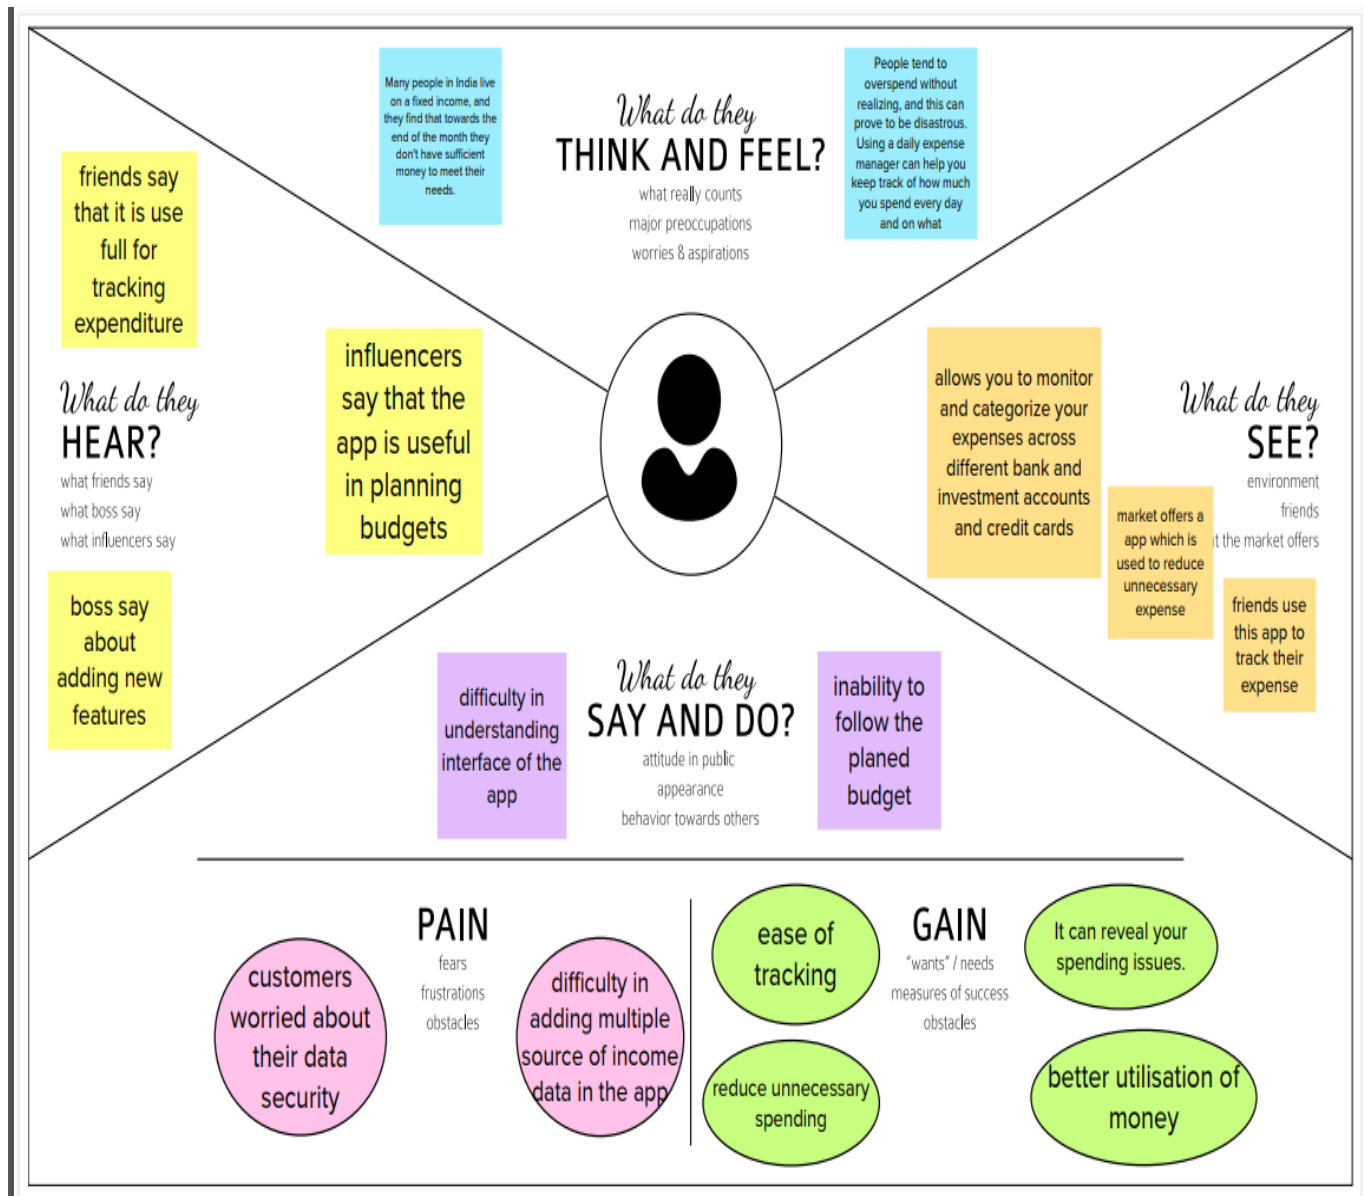 Many people in India live
on a fixed income, and
they find that towards the
end of the month they
don't have sufficient
money to meet their
needs.
What do they
THINK AND FEEL?
what really counts
major preoccupations
worries & aspirations
People tend to
overspend without
realizing, and this can
prove to be disastrous.
Using a daily expense
manager can help you
keep track of how much
you spend every day
and on what
friends say
that it is use
full for
tracking
expenditure
What do they
HEAR?
what friends say
what boss say
what influencers say
influencers
say that the
app is useful
in planning
budgets
boss say
about
adding new
features
allows you to monitor
and categorize your
expenses across
different bank and
investment accounts
and credit cards
What do they
SEE?
environment
friends
t the market offers
market offers a
app which is
used to reduce
unnecessary
expense
friends use
this app to
track their
expense
difficulty in
understanding
interface of the
app
What do they
SAY AND DO?
attitude in public
appearance
behavior towards others
inability to
follow the
planed
budget
PAIN
fears
frustrations
obstacles
customers
worried about
their data
security
difficulty in
adding multiple
source of income
data in the app
GAIN
"wants" / needs
measures of success
obstacles
ease of
tracking
reduce unnecessary
spending
It can reveal your
spending issues.
better utilisation of
money